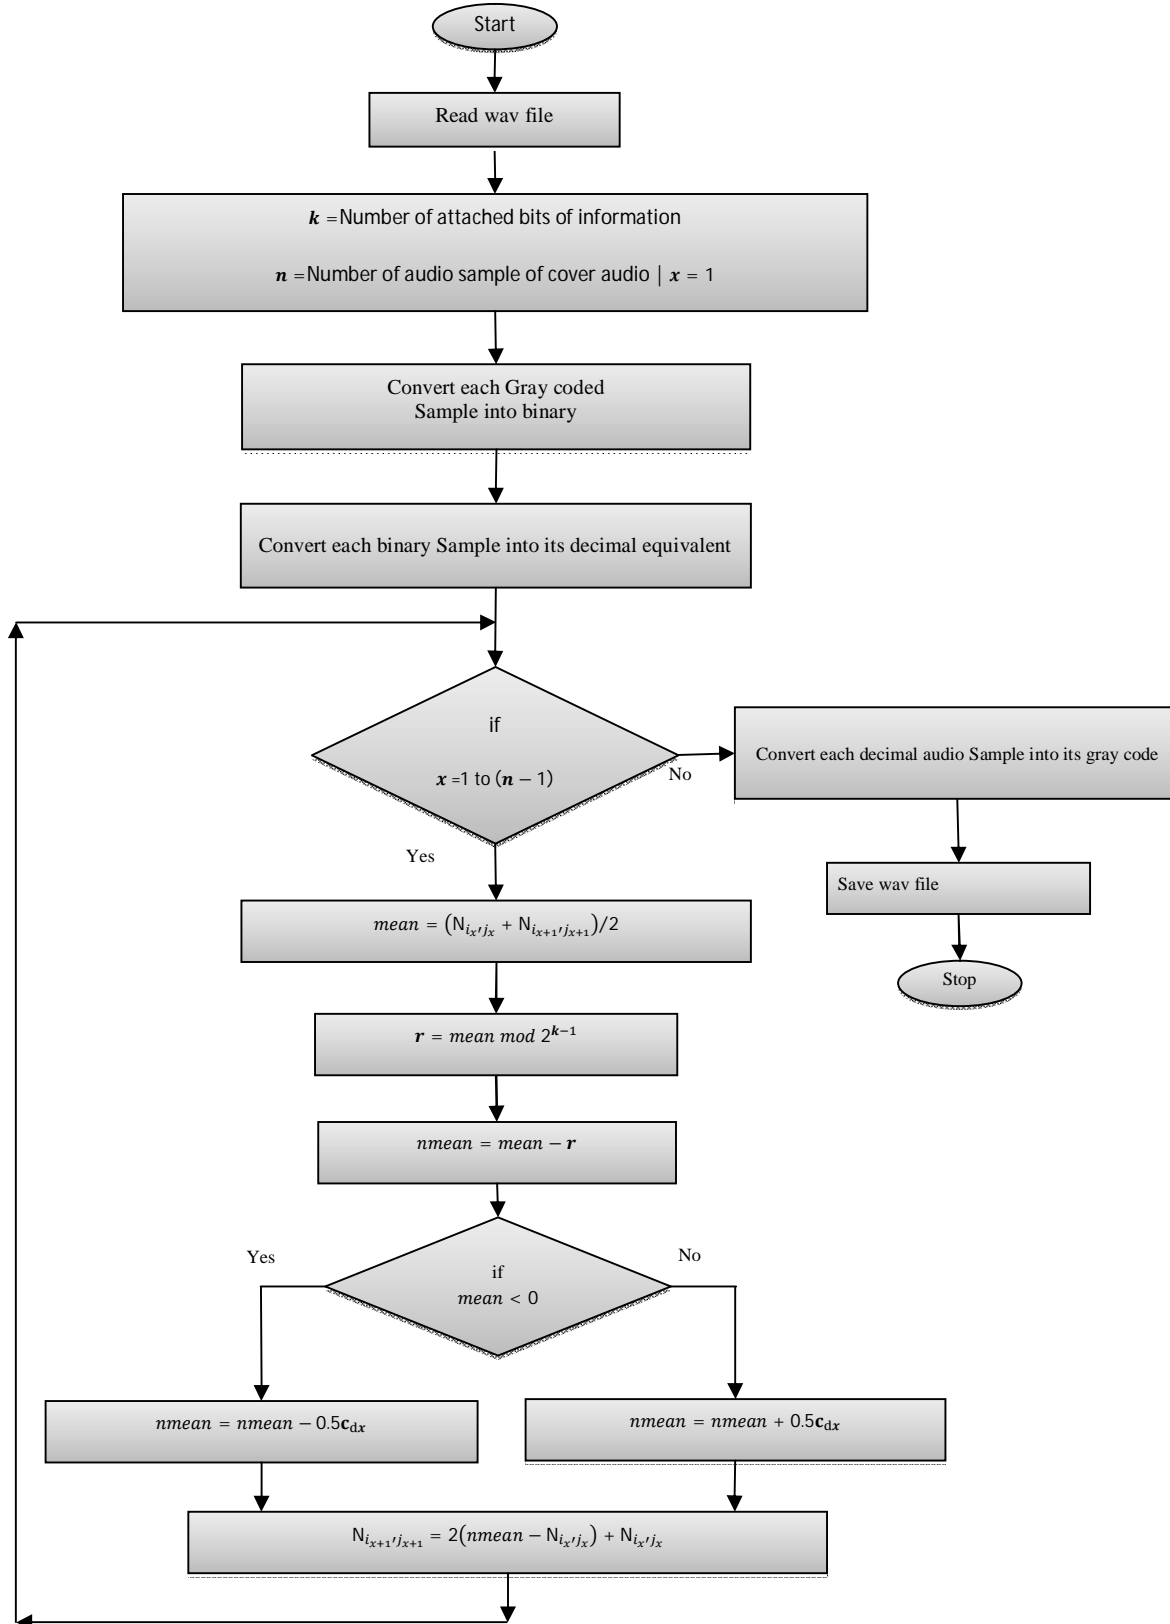 Start
Read wav file
k =Number of attached bits of information
n =Number of audio sample of cover audio | x = 1
Convert each Gray coded
Sample into binary
Convert each binary Sample into its decimal equivalent
if
x =1 to (n − 1)
No
Convert each decimal audio Sample into its gray code
Yes
Save wav file
mean = (N_{i_x′j_x} + N_{i_{x+1}′j_{x+1}})/2
Stop
r = mean mod 2^{k−1}
nmean = mean − r
Yes
No
if
mean < 0
nmean = nmean − 0.5c_{dx}
nmean = nmean + 0.5c_{dx}
N_{i_{x+1}′j_{x+1}} = 2(nmean − N_{i_x′j_x}) + N_{i_x′j_x}